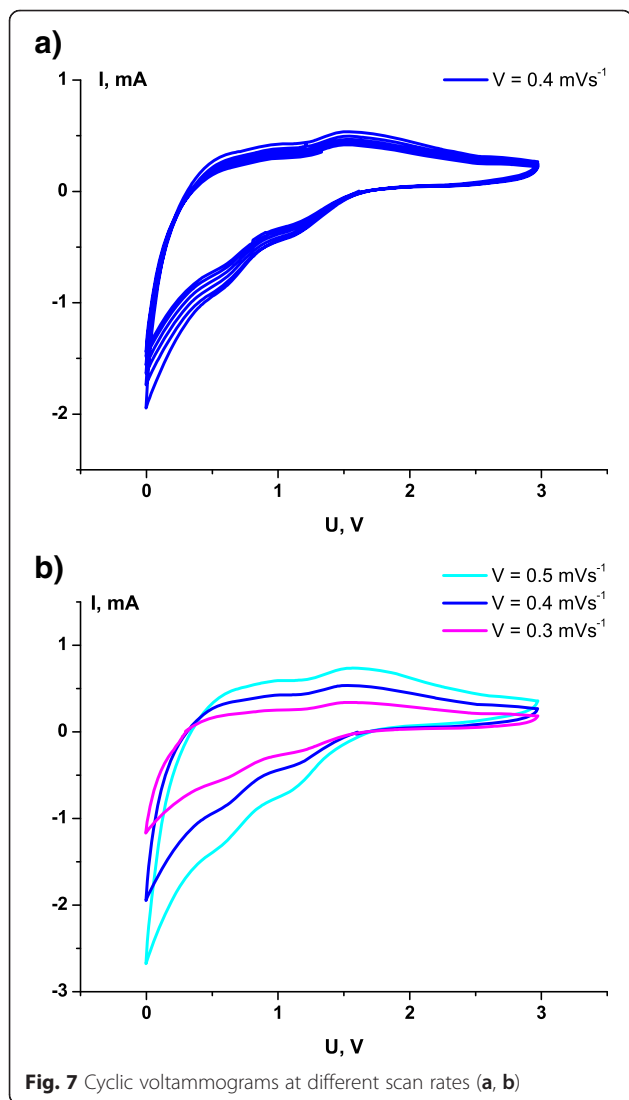 a)
I, mA
V = 0.4 mVs⁻¹
1
0
-1
-2
0 1 2 3
U, V
b)
I, mA
V = 0.5 mVs⁻¹
V = 0.4 mVs⁻¹
V = 0.3 mVs⁻¹
1
0
-1
-2
-3
0 1 2 3
U, V
Fig. 7 Cyclic voltammograms at different scan rates (a, b)